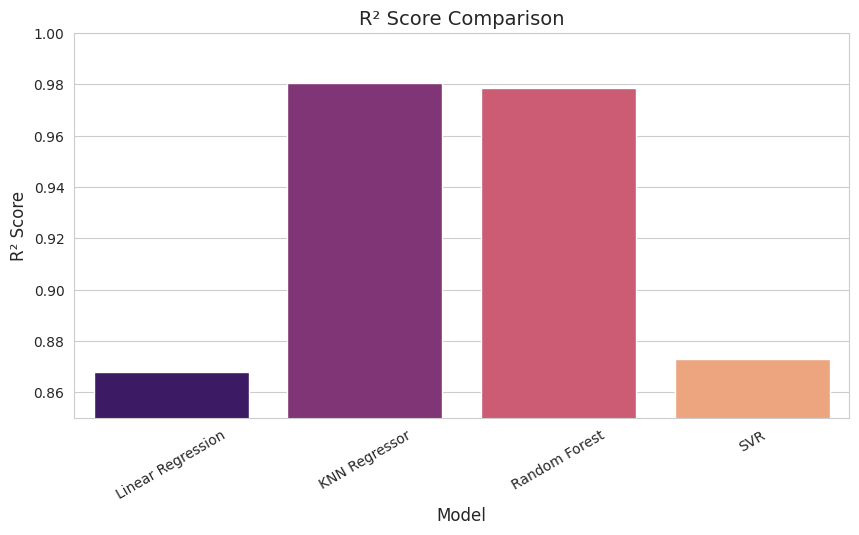 R² Score Comparison
1.00
0.98
0.96
0.94
0.92
0.90
0.88
0.86
R² Score
Linear Regression
KNN Regressor
Random Forest
SVR
Model